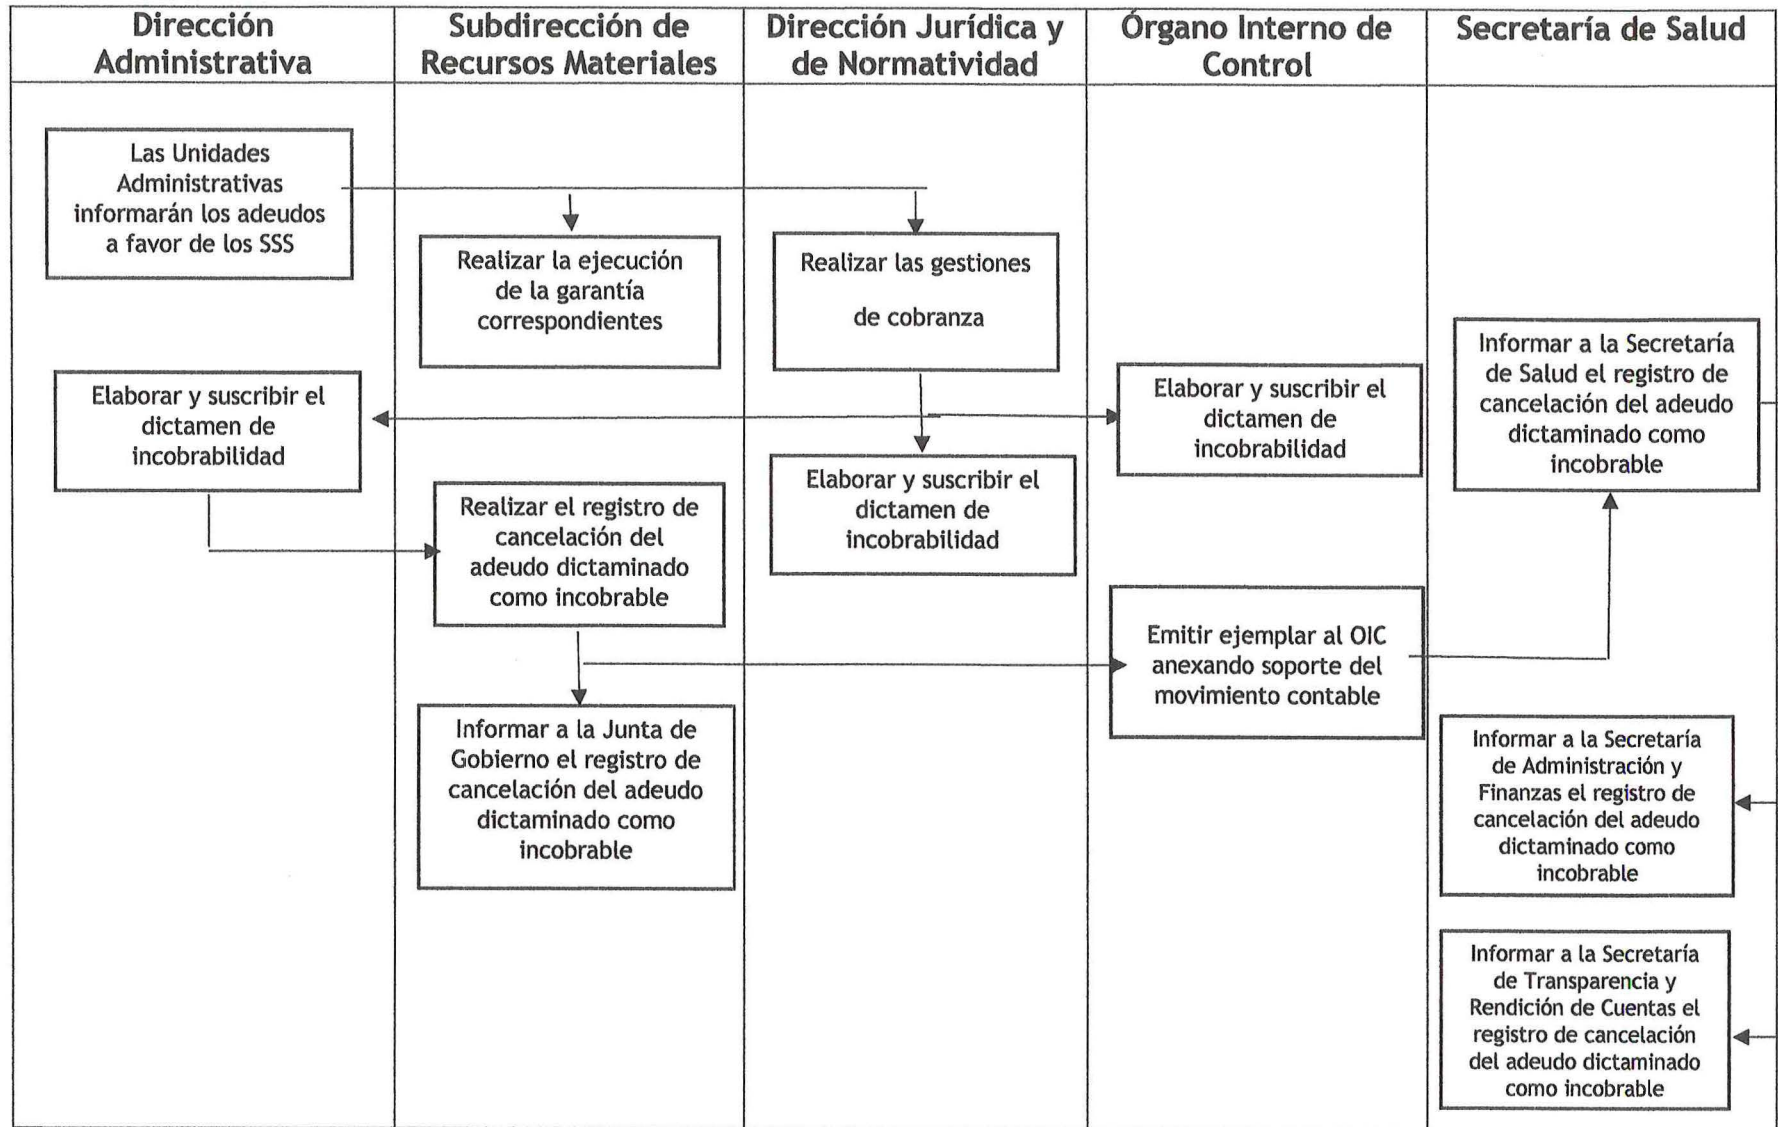 Dirección
Administrativa
Subdirección de
Recursos Materiales
Dirección Jurídica y
de Normatividad
Órgano Interno de
Control
Secretaría de Salud
Las Unidades
Administrativas
informarán los adeudos
a favor de los SSS
Realizar la ejecución
de la garantía
correspondientes
Realizar las gestiones
de cobranza
Informar a la Secretaría
de Salud el registro de
cancelación del adeudo
dictaminado como
incobrable
Elaborar y suscribir el
dictamen de
incobrabilidad
Elaborar y suscribir el
dictamen de
incobrabilidad
Elaborar y suscribir el
dictamen de
incobrabilidad
Realizar el registro de
cancelación del
adeudo dictaminado
como incobrable
Emitir ejemplar al OIC
anexando soporte del
movimiento contable
Informar a la Junta de
Gobierno el registro de
cancelación del adeudo
dictaminado como
incobrable
Informar a la Secretaría
de Administración y
Finanzas el registro de
cancelación del adeudo
dictaminado como
incobrable
Informar a la Secretaría
de Transparencia y
Rendición de Cuentas el
registro de cancelación
del adeudo dictaminado
como incobrable